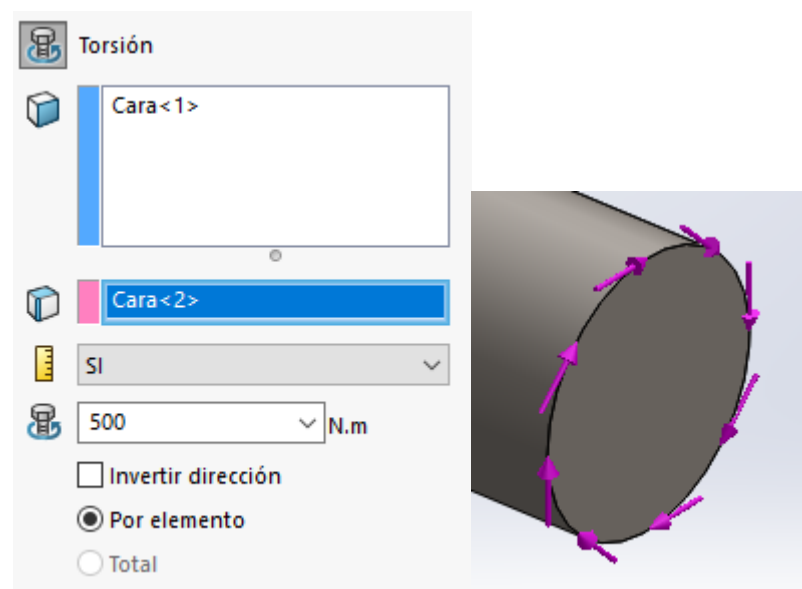 Torsión
Cara<1>
Cara<2>
SI
500
N.m
Invertir dirección
Por elemento
Total